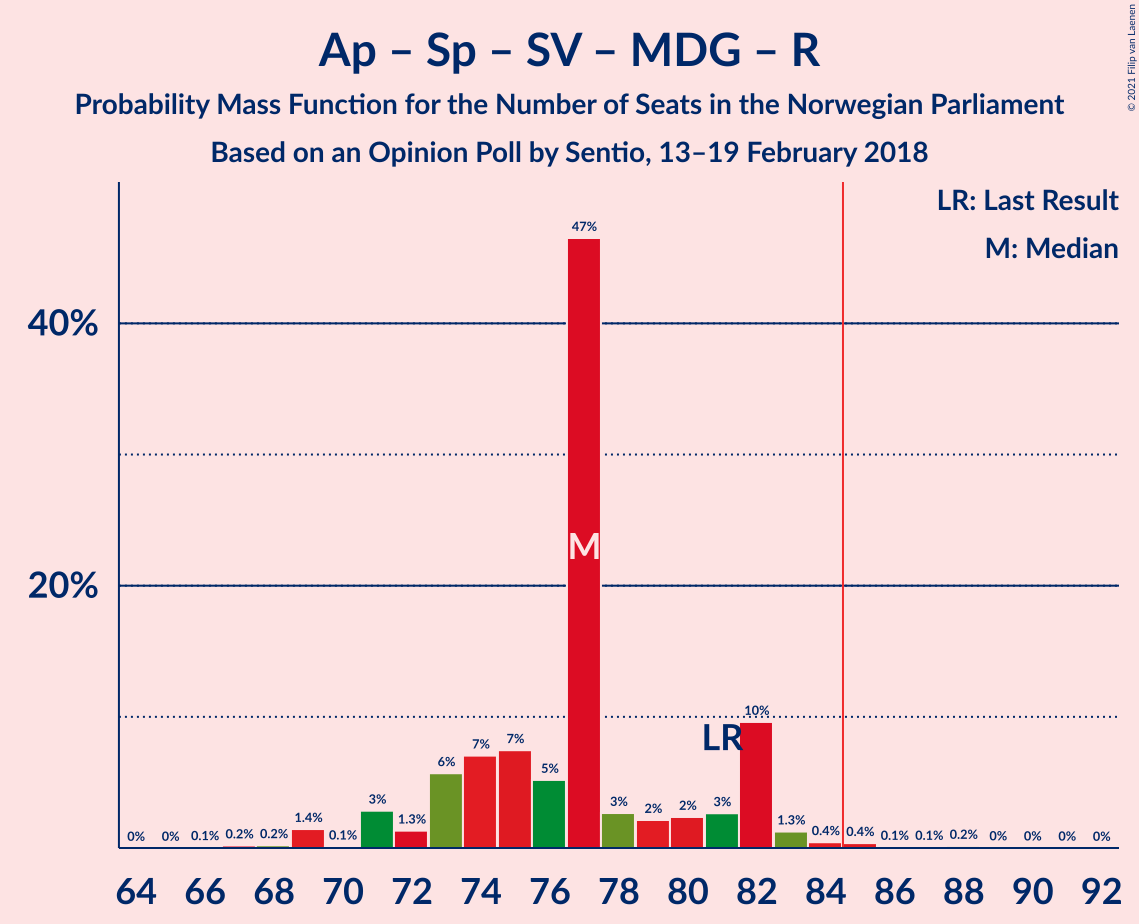 Ap – Sp – SV – MDG – R
Probability Mass Function for the Number of Seats in the Norwegian Parliament
Based on an Opinion Poll by Sentio, 13–19 February 2018
© 2021 Filip van Laenen
LR: Last Result
M: Median
40%
20%
0% 0% 0.1% 0.2% 0.2% 1.4% 0.1% 3% 1.3% 6% 7% 7% 5% 47% 3% 2% 2% 3% 10% 1.3% 0.4% 0.4% 0.1% 0.1% 0.2% 0% 0% 0% 0%
M
LR
64 66 68 70 72 74 76 78 80 82 84 86 88 90 92